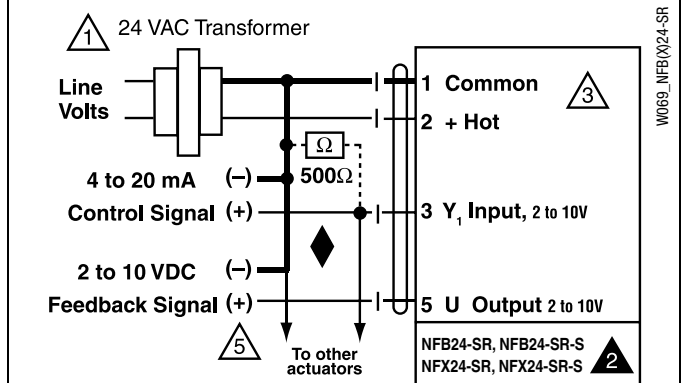 1 24 VAC Transformer
Line
Volts
1 Common
3
2 + Hot
Ω
500Ω
4 to 20 mA (–)
Control Signal (+)
3 Y1 Input, 2 to 10V
2 to 10 VDC (–)
Feedback Signal (+)
5 U Output 2 to 10V
5
To other
actuators
NFB24-SR, NFB24-SR-S
NFX24-SR, NFX24-SR-S
2
W069_NFB(X)24-SR